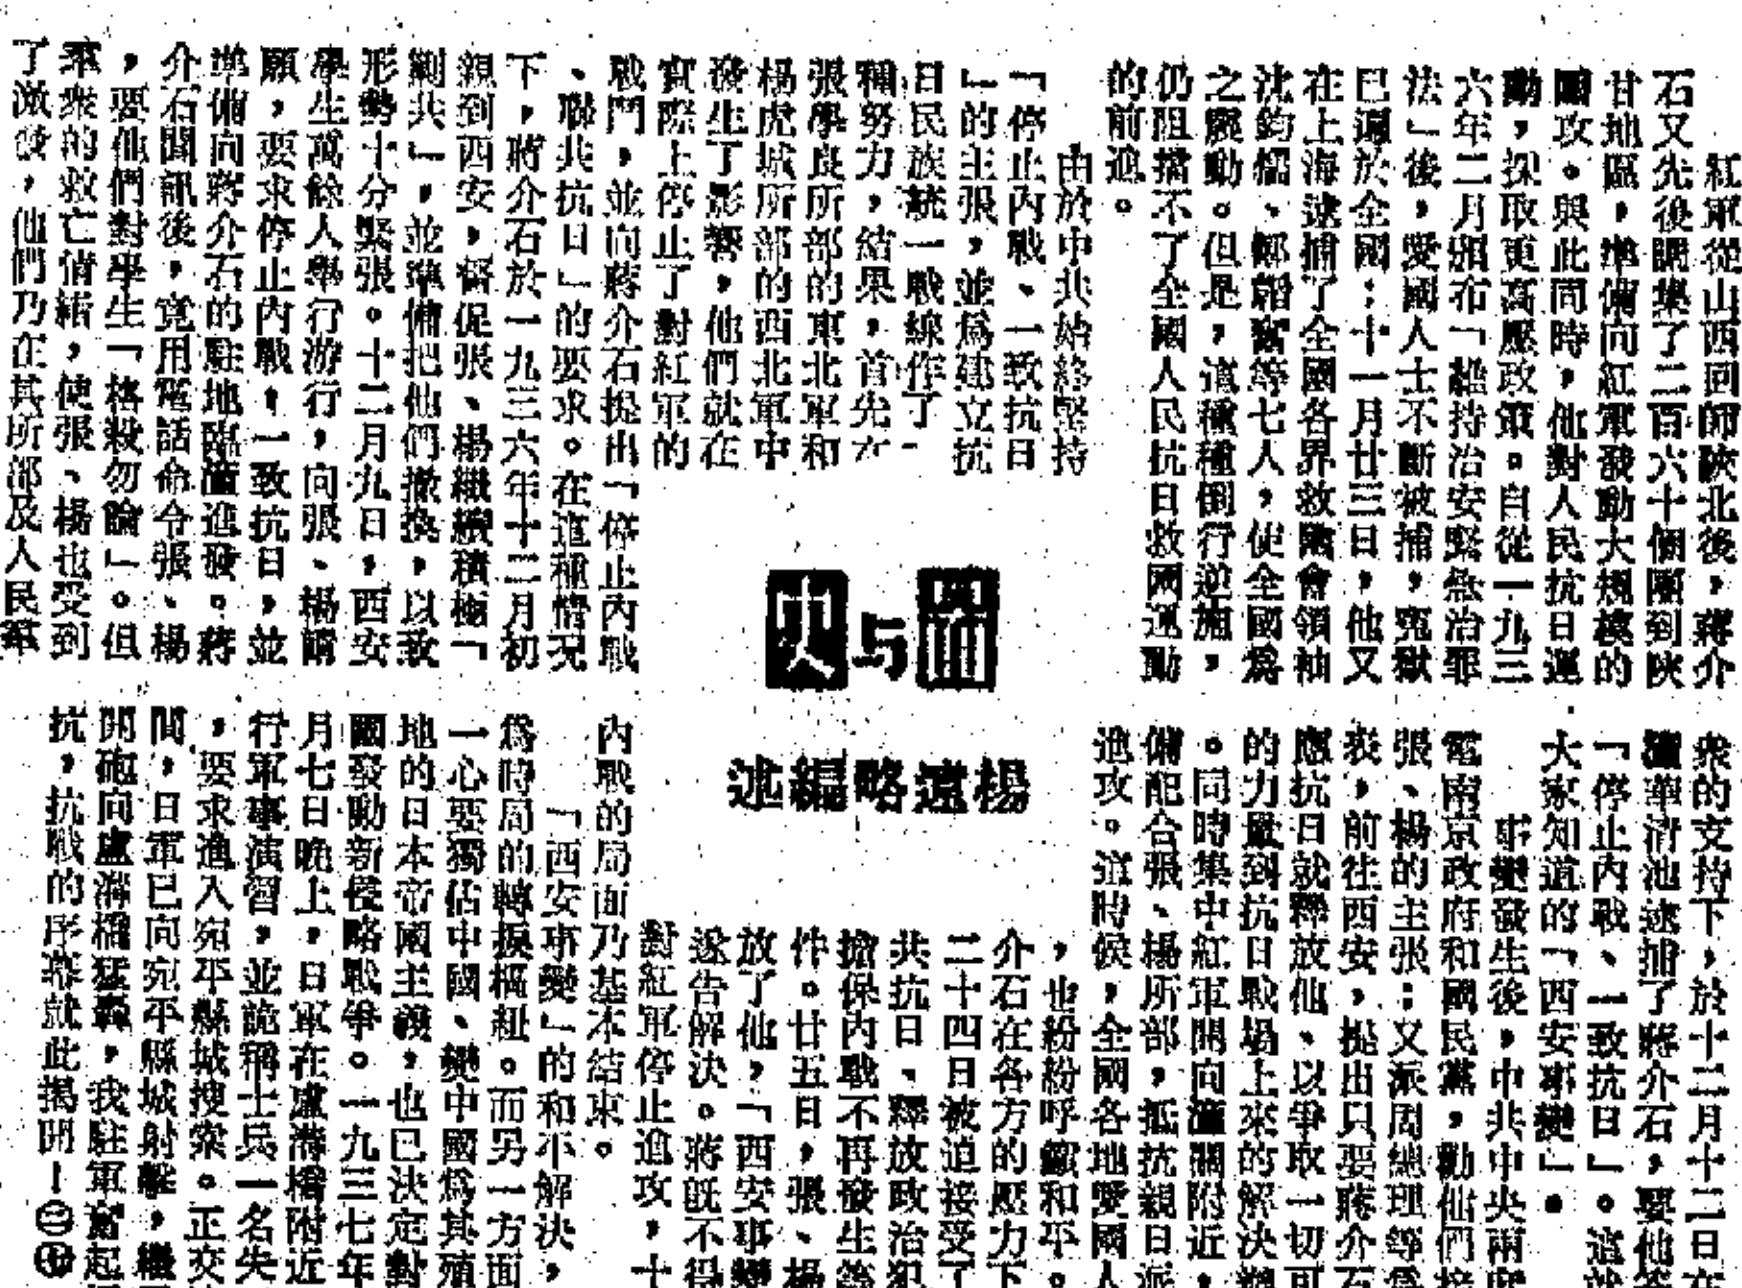 紅軍從山西回師陝北後,蔣介
石又先後調集了二百六十個團到陝
甘地區,準備向紅軍發動大規模的
圍攻。與此同時,他對人民抗日運
動,採取更高壓政策。自從一九三
六年二月頒布「維持治安緊急治罪
法」後,愛國人士不斷被捕,冤獄
已遍於全國;十一月廿三日,他又
在上海逮捕了全國各界救國會領袖
沈鈞儒、鄒韜奮等七人,使全國爲
之震動。但是,這種種倒行逆施,
仍阻擋不了全國人民抗日救國運動
的前進。
由於中共始終堅持
「停止內戰、一致抗日
」的主張,並爲建立抗
日民族統一戰線作了
種努力,結果,首先在
張學良所部的東北軍和
楊虎城所部的西北軍中
發生了影響,他們就在
實際上停止了對紅軍的
戰鬥,並向蔣介石提出「停止內戰
、聯共抗日」的要求。在這種情況
下,蔣介石於一九三六年十二月初
親到西安,督促張、楊繼續積極「
剿共」,並準備把他們撤換,以致
形勢十分緊張。十二月九日,西安
學生萬餘人舉行游行,向張、楊請
願,要求停止內戰,一致抗日,並
準備向蔣介石的駐地臨潼進發。蔣
介石聞訊後,竟用電話命令張、楊
,要他們對學生「格殺勿論」。但
羣衆的救亡情緒,使張、楊也受到
了激發,他們乃在其所部及人民羣
史与畫
楊遠略編述
衆的支持下,於十二月十二日在
潼華清池逮捕了蔣介石,要他
「停止內戰、一致抗日」。這就
大家知道的「西安事變」。
事變發生後,中共中央兩度
電南京政府和國民黨,勸他們接
張、楊的主張;又派周總理等爲
表,前往西安,提出只要蔣介石
應抗日就釋放他、以爭取一切可
的力量到抗日戰場上來的解決
。同時集中紅軍開向潼關附近,
備配合張、楊所部,抵抗親日派
進攻。這時候,全國各地愛國人
,也紛紛呼籲和平。
介石在各方的壓力下
二十四日被迫接受了
共抗日、釋放政治犯
擔保內戰不再發生等
件。廿五日,張、楊
放了他,「西安事變
遂告解決。蔣旣不得
對紅軍停止進攻,十
內戰的局面乃基本結束。
「西安事變」的和平解決,
爲時局的轉捩樞紐。而另一方面
一心要獨佔中國、變中國爲其殖
地的日本帝國主義,也已決定對
國發動新侵略戰爭。一九三七年
月七日晚上,日軍在盧溝橋附近
行軍事演習,並詭稱士兵一名失
,要求進入宛平縣城搜索。正交
間,日軍已向宛平縣城射擊,繼
開砲向盧溝橋猛轟,我駐軍奮起
抗,抗戰的序幕就此揭開!㊁㊉